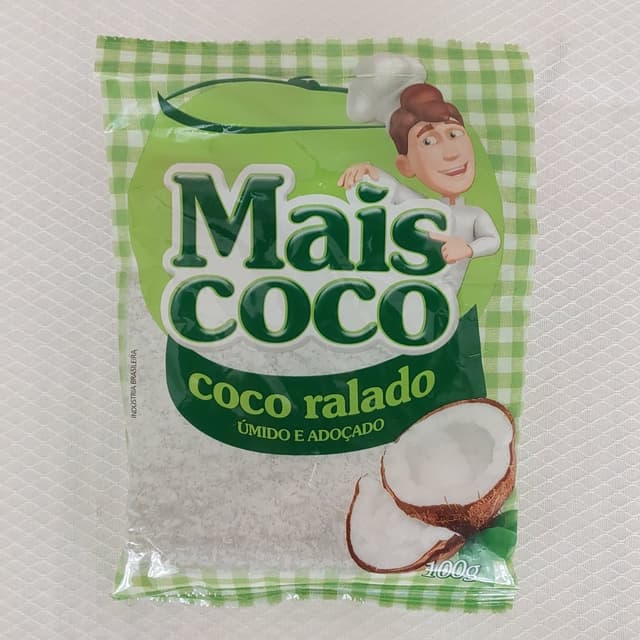 Mais
coco
coco ralado
ÚMIDO E ADOÇADO
INDÚSTRIA BRASILEIRA
100g